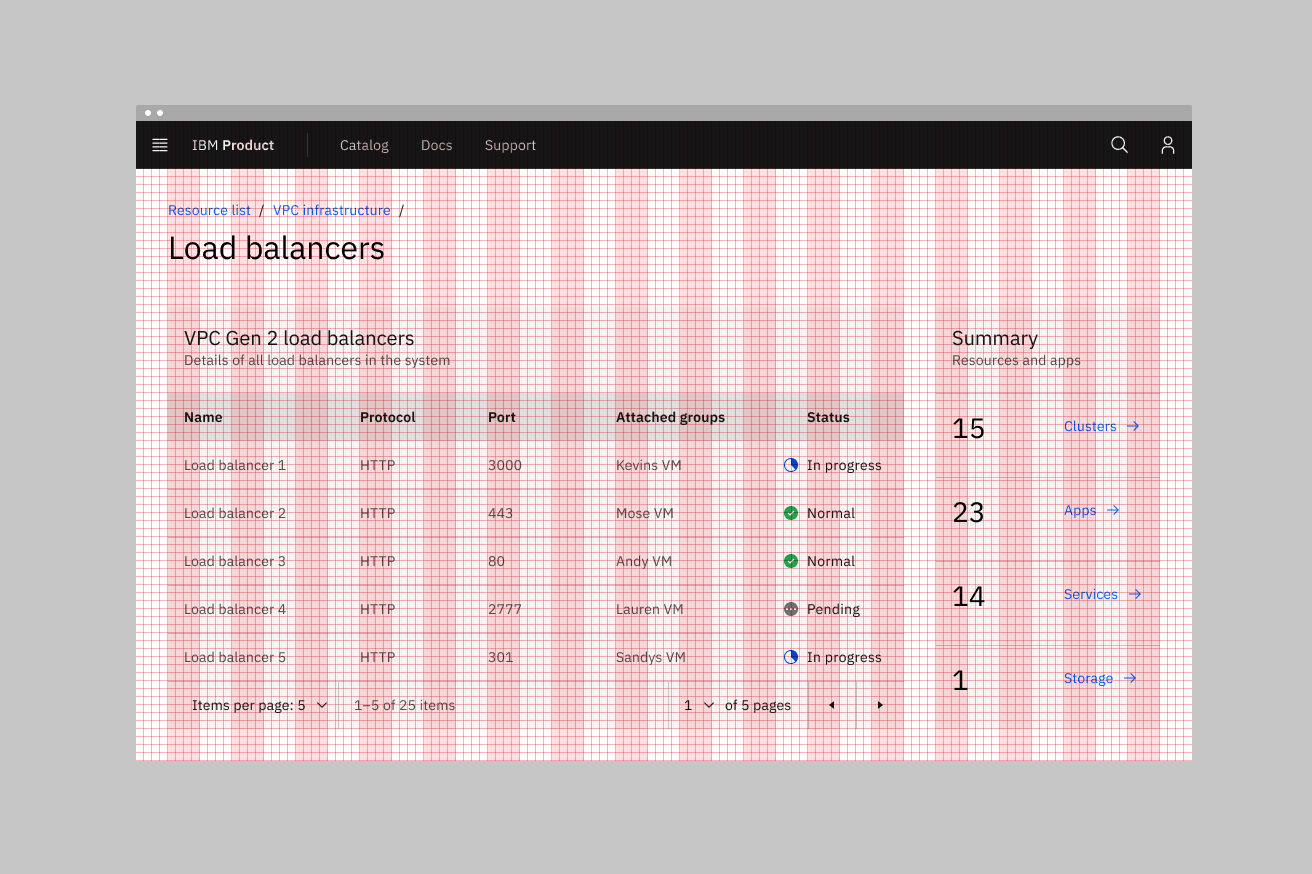 IBM Product Catalog Docs Support
Resource list / VPC infrastructure /
Load balancers
VPC Gen 2 load balancers
Details of all load balancers in the system
Name Protocol Port Attached groups Status
Load balancer 1 HTTP 3000 Kevins VM In progress
Load balancer 2 HTTP 443 Mose VM Normal
Load balancer 3 HTTP 80 Andy VM Normal
Load balancer 4 HTTP 2777 Lauren VM Pending
Load balancer 5 HTTP 301 Sandys VM In progress
Items per page: 5 1–5 of 25 items 1 of 5 pages
Summary
Resources and apps
15 Clusters →
23 Apps →
14 Services →
1 Storage →